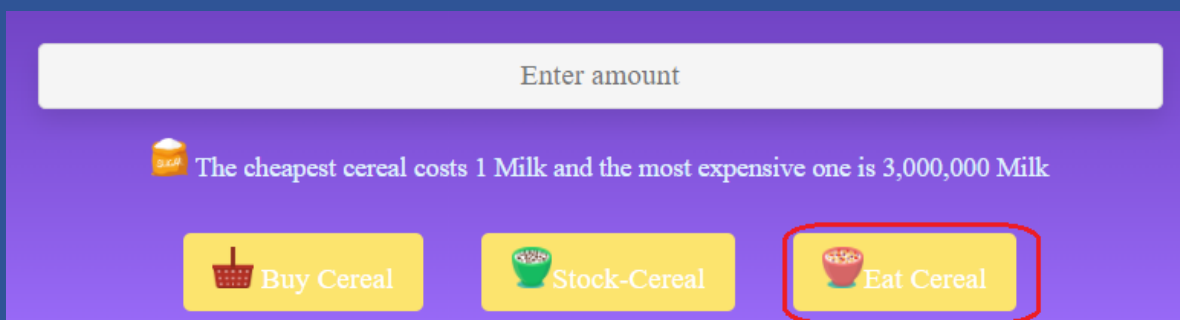 Enter amount
The cheapest cereal costs 1 Milk and the most expensive one is 3,000,000 Milk
Buy Cereal
Stock-Cereal
Eat Cereal